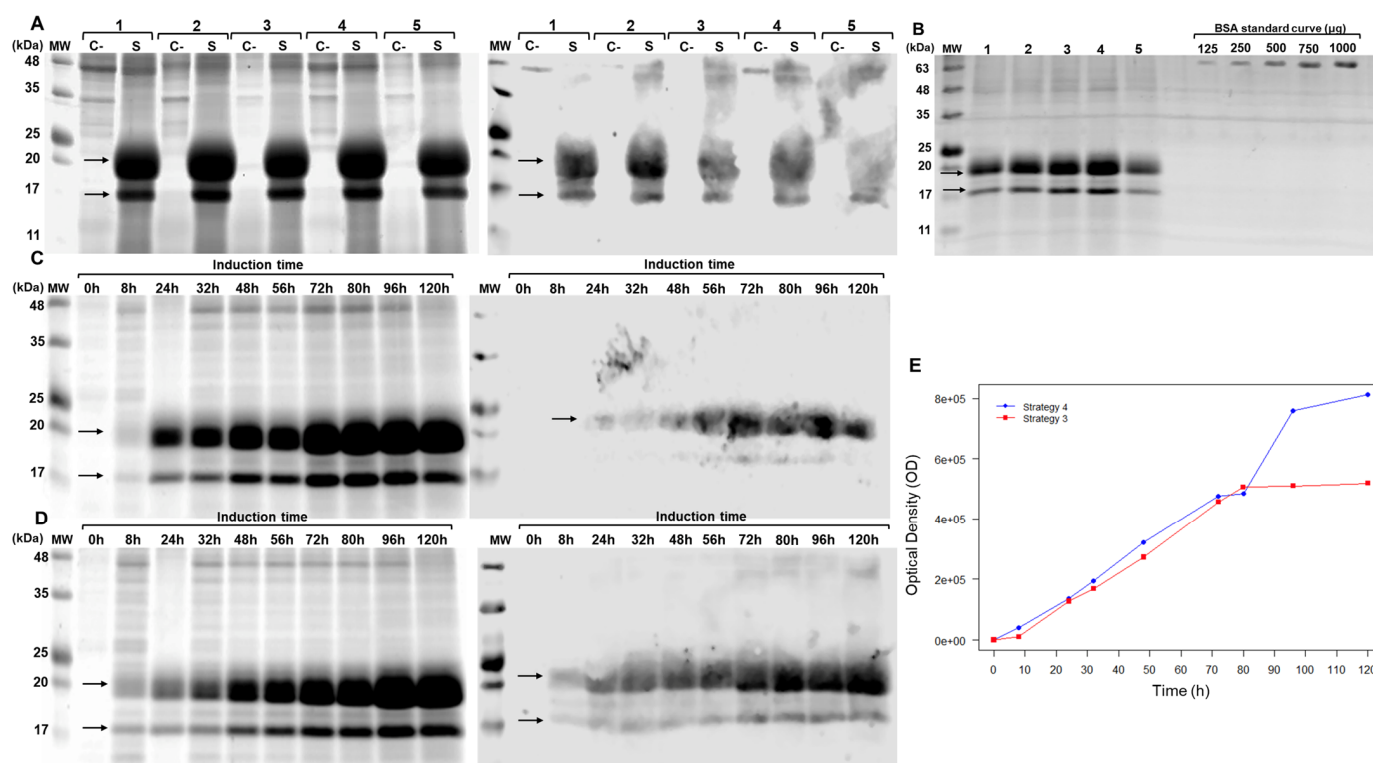 A
1 2 3 4 5
(kDa) MW C- S C- S C- S C- S C- S
48
35
25
20
17
11
1 2 3 4 5
MW C- S C- S C- S C- S C- S
B
BSA standard curve (µg)
(kDa) MW 1 2 3 4 5 125 250 500 750 1000
63
48
35
25
20
17
11
C
Induction time
(kDa) MW 0h 8h 24h 32h 48h 56h 72h 80h 96h 120h
48
35
25
20
17
Induction time
MW 0h 8h 24h 32h 48h 56h 72h 80h 96h 120h
D
Induction time
(kDa) MW 0h 8h 24h 32h 48h 56h 72h 80h 96h 120h
48
35
25
20
17
Induction time
MW 0h 8h 24h 32h 48h 56h 72h 80h 96h 120h
E
Strategy 4
Strategy 3
Optical Density (OD)
8e+05
6e+05
4e+05
2e+05
0e+00
0 10 20 30 40 50 60 70 80 90 100 110 120
Time (h)